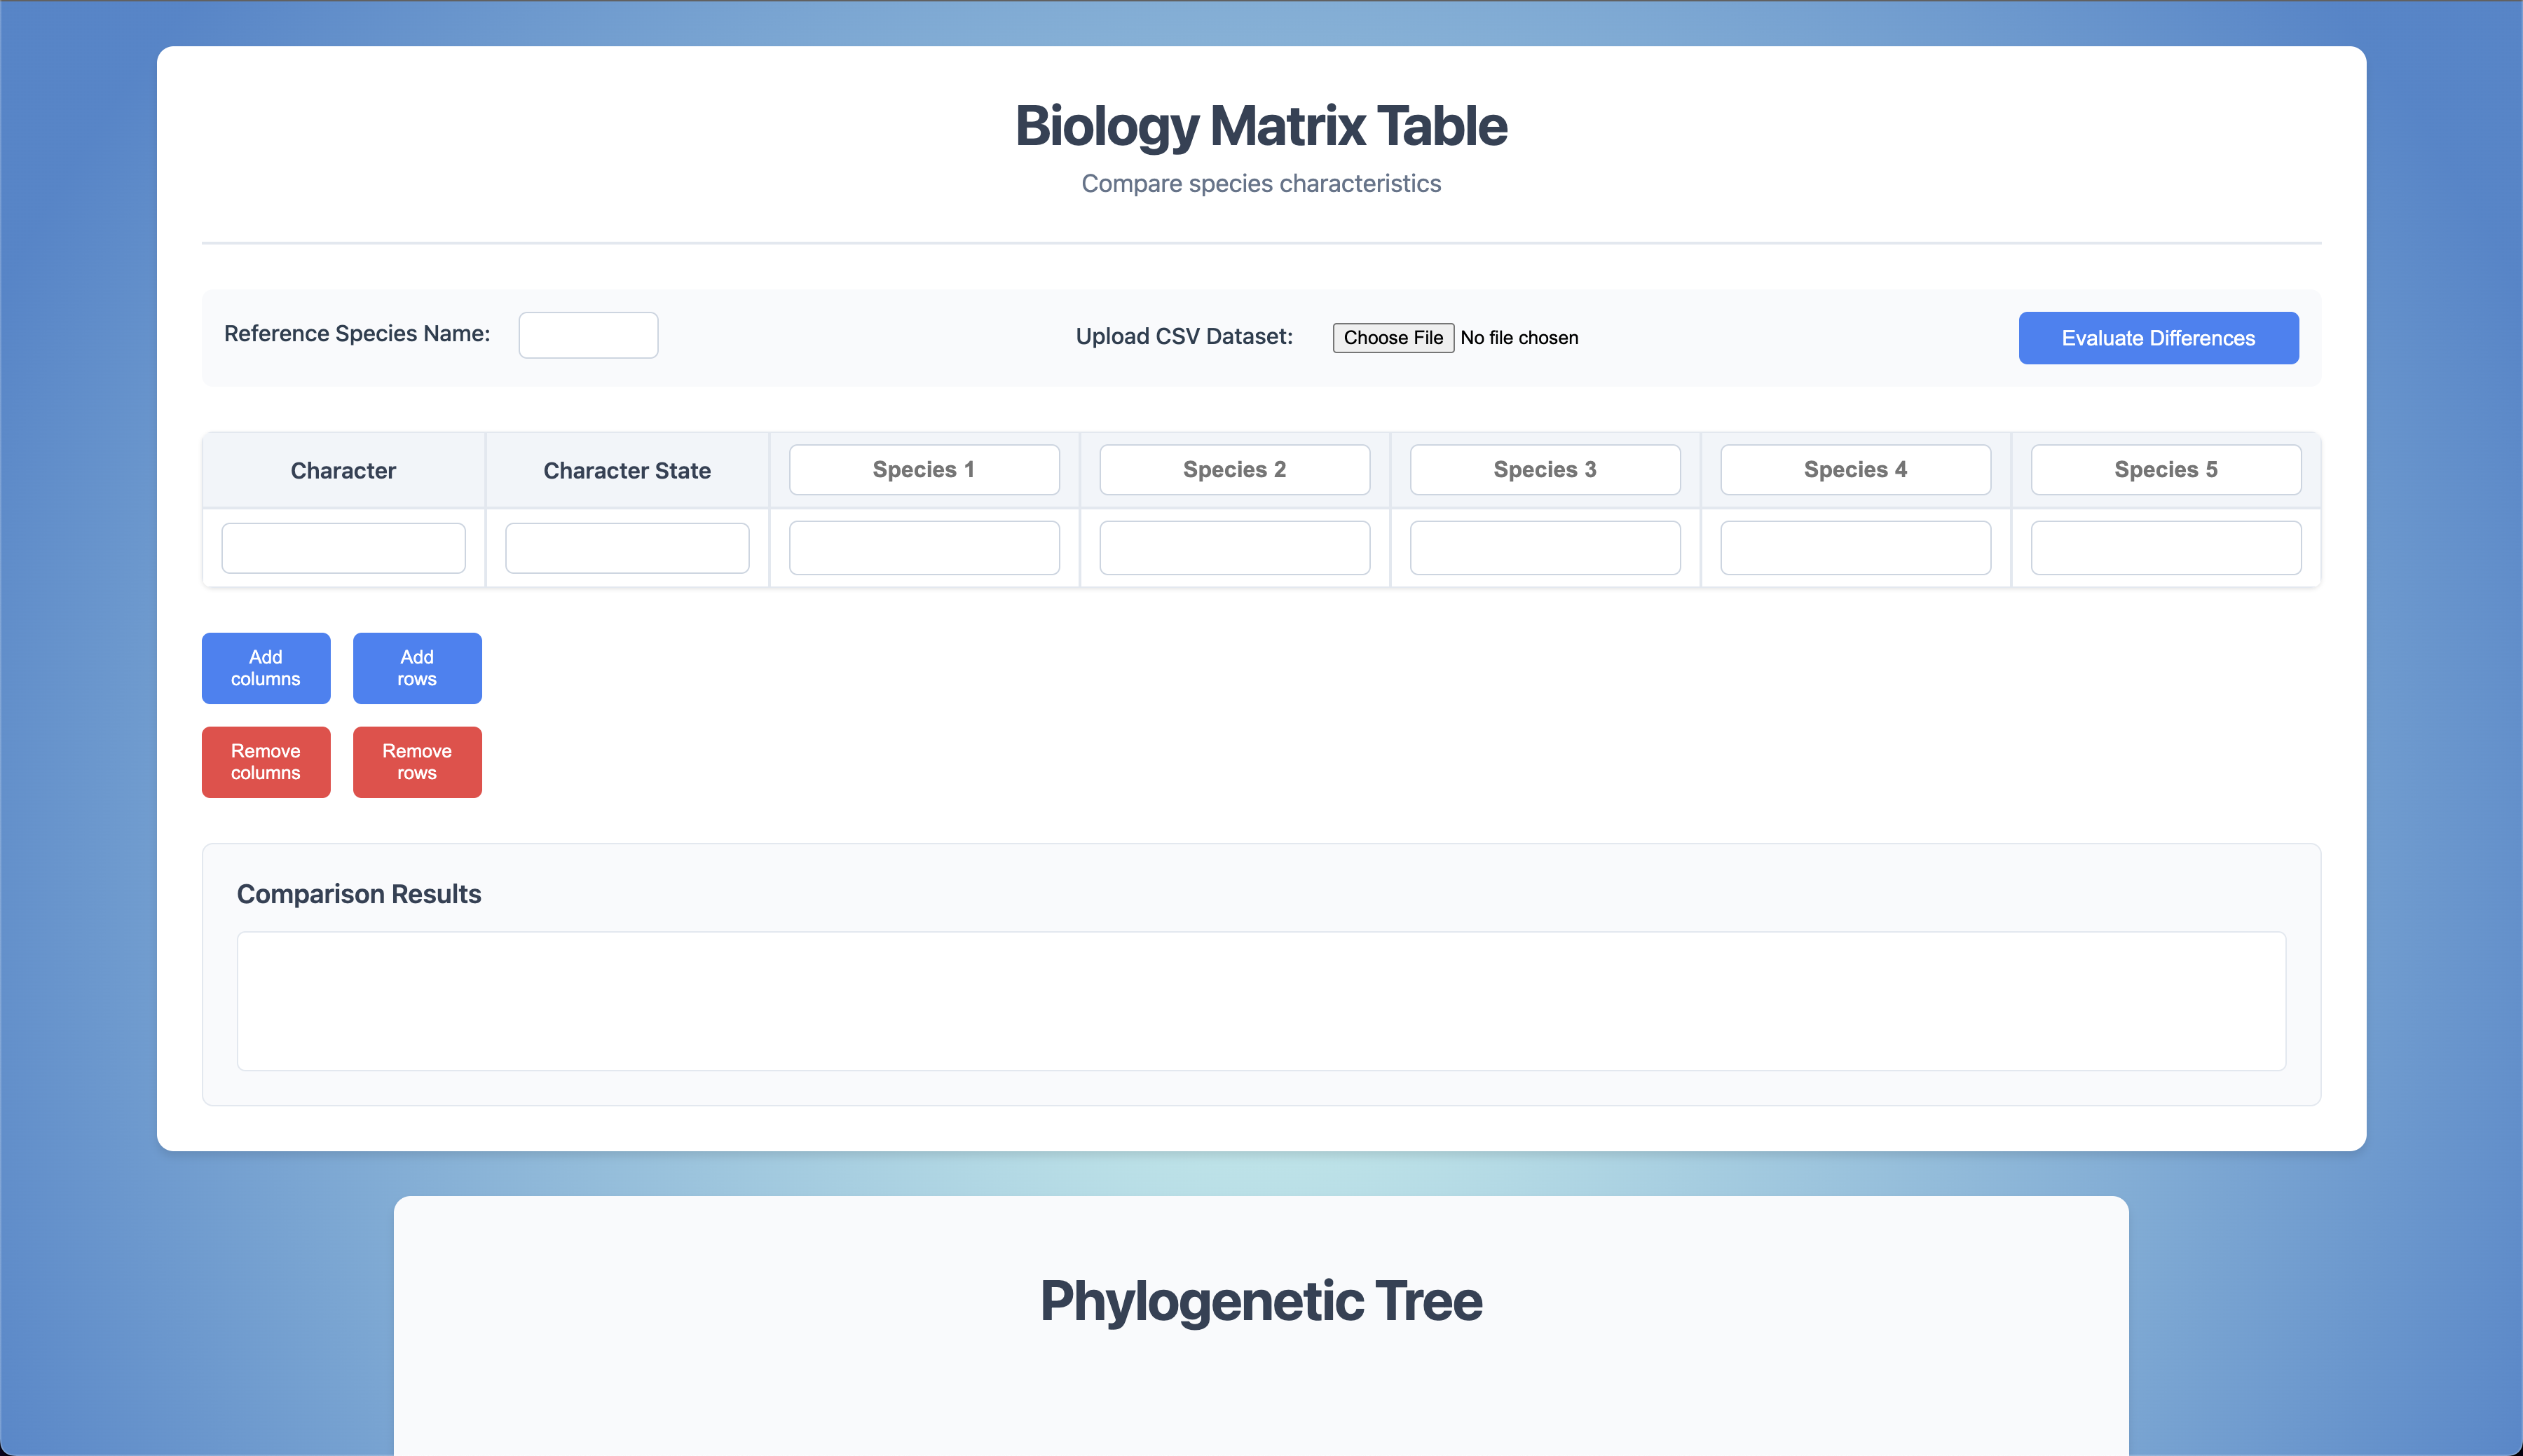 Biology Matrix Table
Compare species characteristics
Reference Species Name:
Upload CSV Dataset:
Choose File No file chosen
Evaluate Differences
Character
Character State
Species 1
Species 2
Species 3
Species 4
Species 5
Add
columns
Add
rows
Remove
columns
Remove
rows
Comparison Results
Phylogenetic Tree